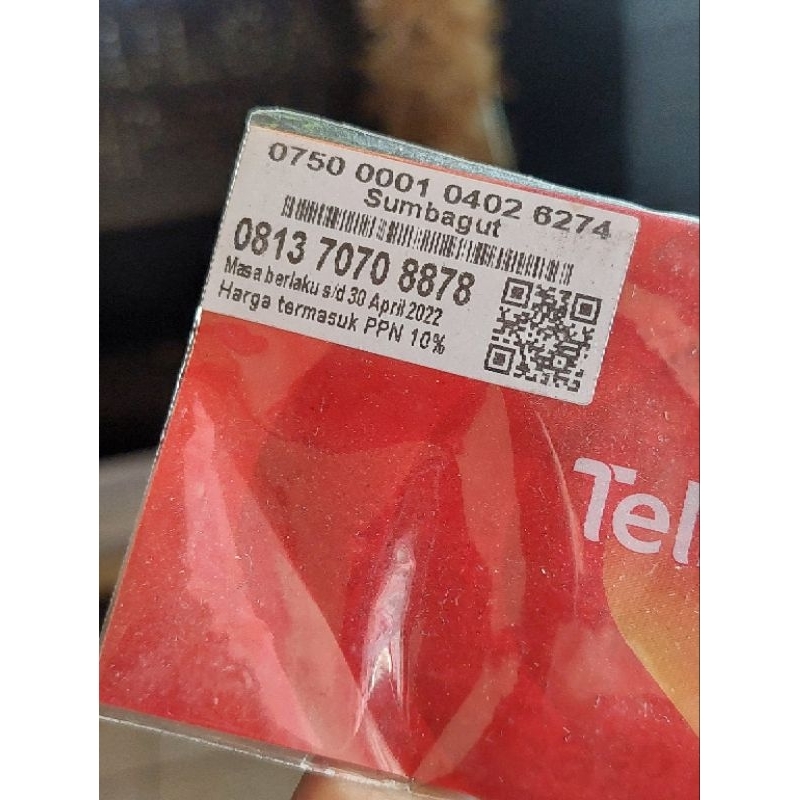 0750 0001 0402 6274
Sumbagut
0813 7070 8878
Masa berlaku s/d 30 April 2022
Harga termasuk PPN 10%
Tel